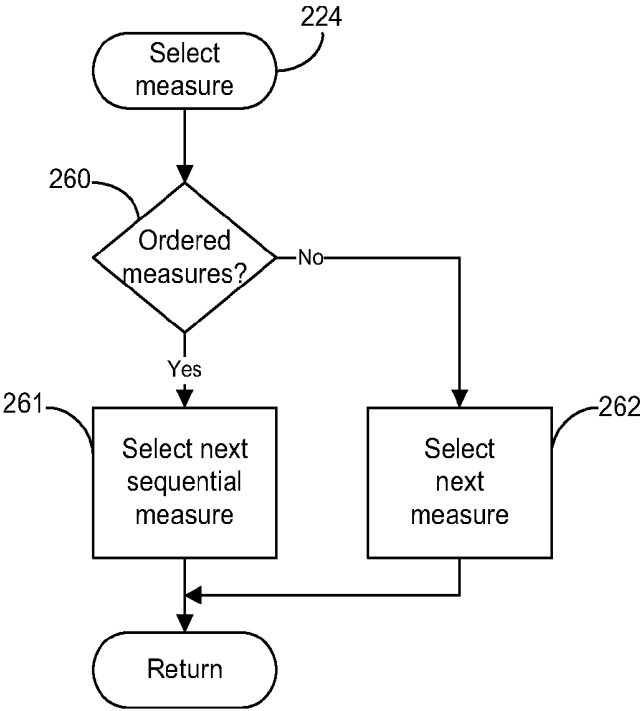 224
Select
measure
260
Ordered
measures?
No
Yes
261
262
Select next
sequential
measure
Select
next
measure
Return